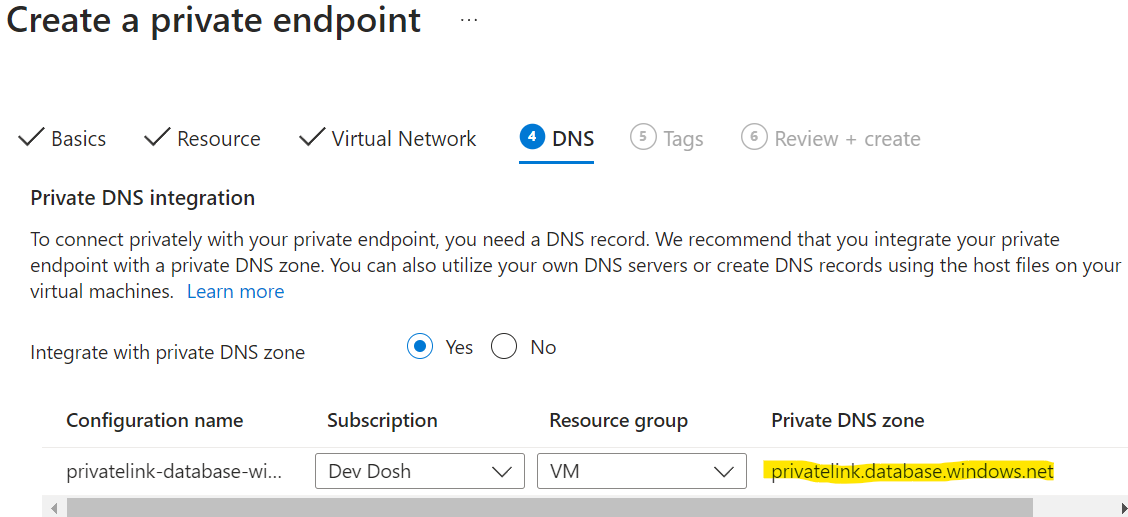 Create a private endpoint ...
Basics Resource Virtual Network 4 DNS 5 Tags 6 Review + create
Private DNS integration
To connect privately with your private endpoint, you need a DNS record. We recommend that you integrate your private
endpoint with a private DNS zone. You can also utilize your own DNS servers or create DNS records using the host files on your
virtual machines. Learn more
Integrate with private DNS zone Yes No
Configuration name Subscription Resource group Private DNS zone
privatelink-database-wi... Dev Dosh VM privatelink.database.windows.net